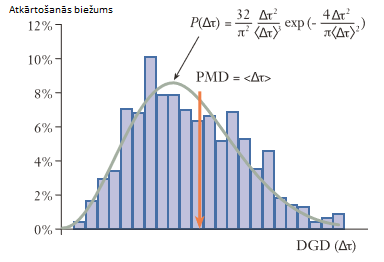 Atkārtošanās biežums
P(Δτ) = 32/π² Δτ²/⟨Δτ⟩³ exp(- 4Δτ²/π⟨Δτ⟩²)
12%
10%
PMD = <Δτ>
8%
6%
4%
2%
0%
DGD (Δτ)